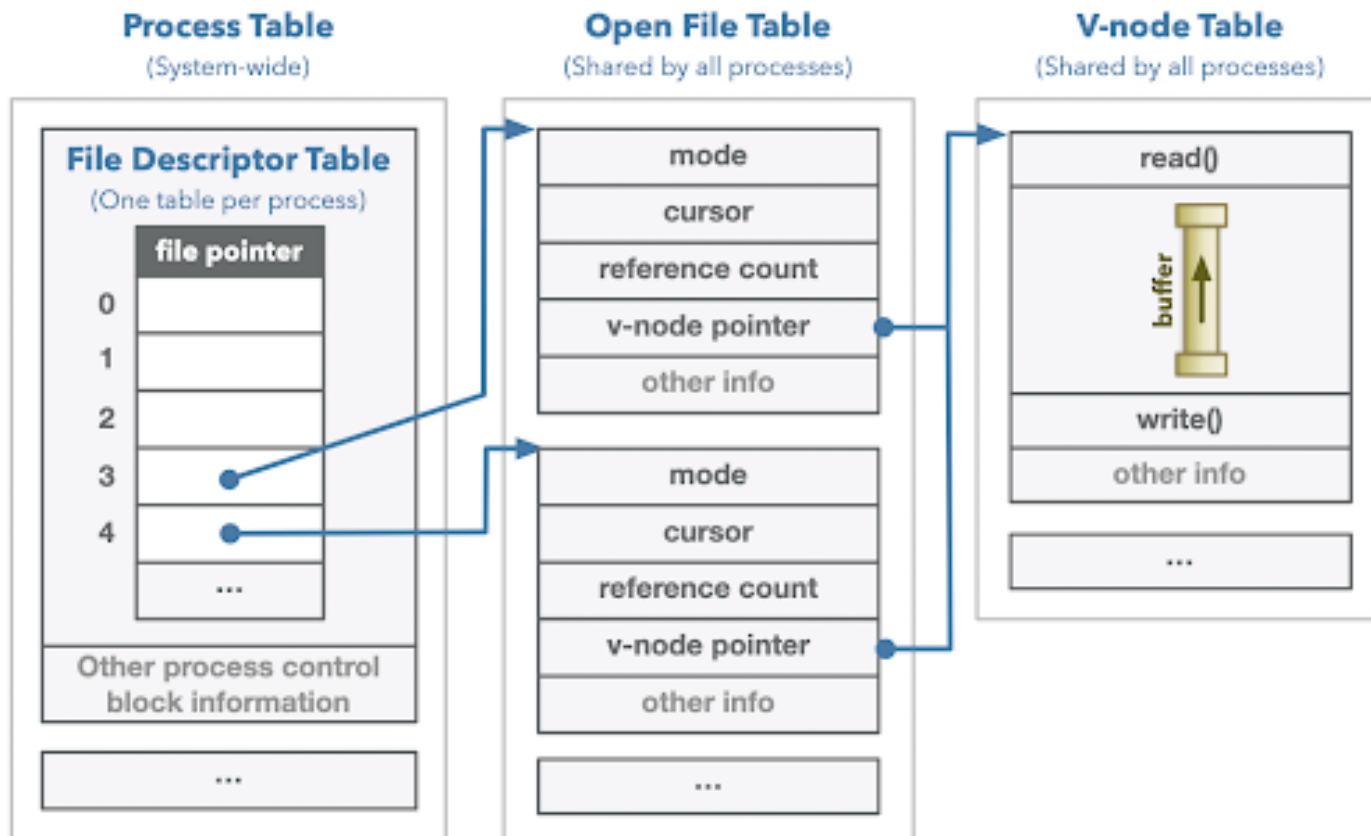 Process Table
(System-wide)
File Descriptor Table
(One table per process)
file pointer
0
1
2
3
4
...
Other process control
block information
...
Open File Table
(Shared by all processes)
mode
cursor
reference count
v-node pointer
other info
mode
cursor
reference count
v-node pointer
other info
...
V-node Table
(Shared by all processes)
read()
buffer
write()
other info
...